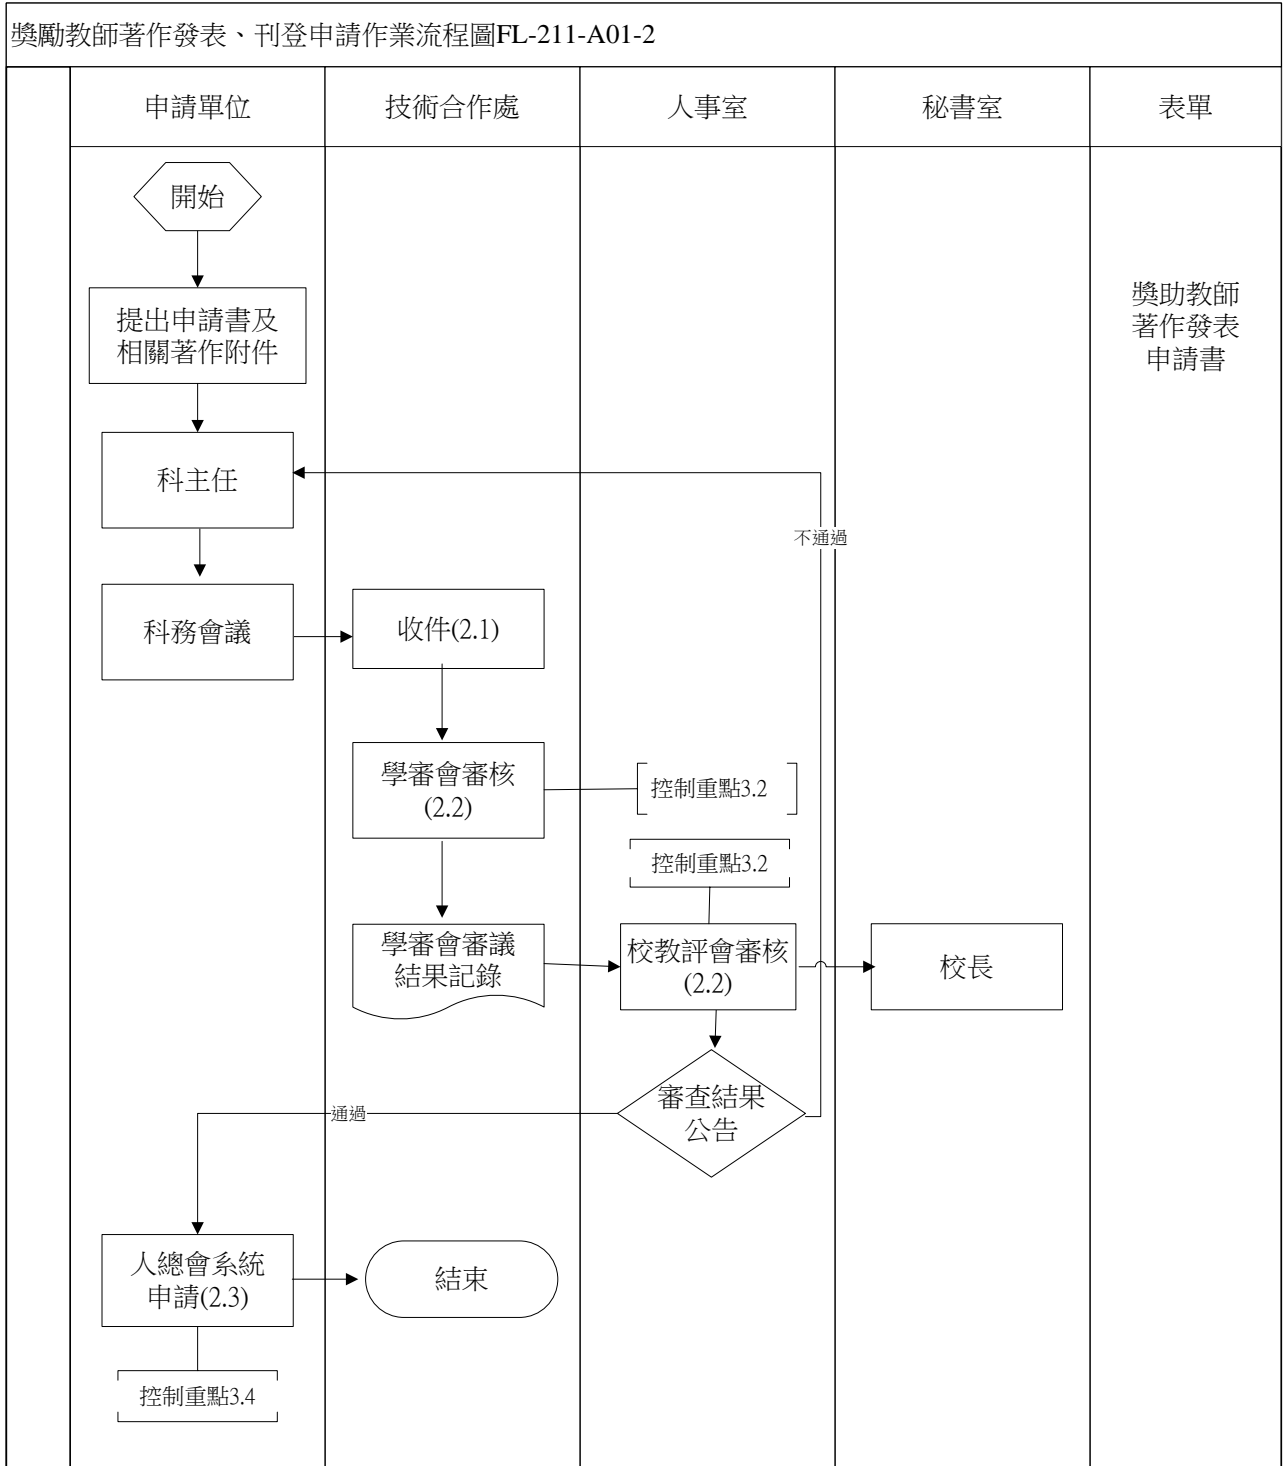 獎勵教師著作發表、刊登申請作業流程圖FL-211-A01-2
申請單位
技術合作處
人事室
秘書室
表單
開始
提出申請書及
相關著作附件
獎助教師
著作發表
申請書
科主任
不通過
科務會議
收件(2.1)
學審會審核
(2.2)
控制重點3.2
控制重點3.2
學審會審議
結果記錄
校教評會審核
(2.2)
校長
審查結果
公告
通過
人總會系統
申請(2.3)
結束
控制重點3.4